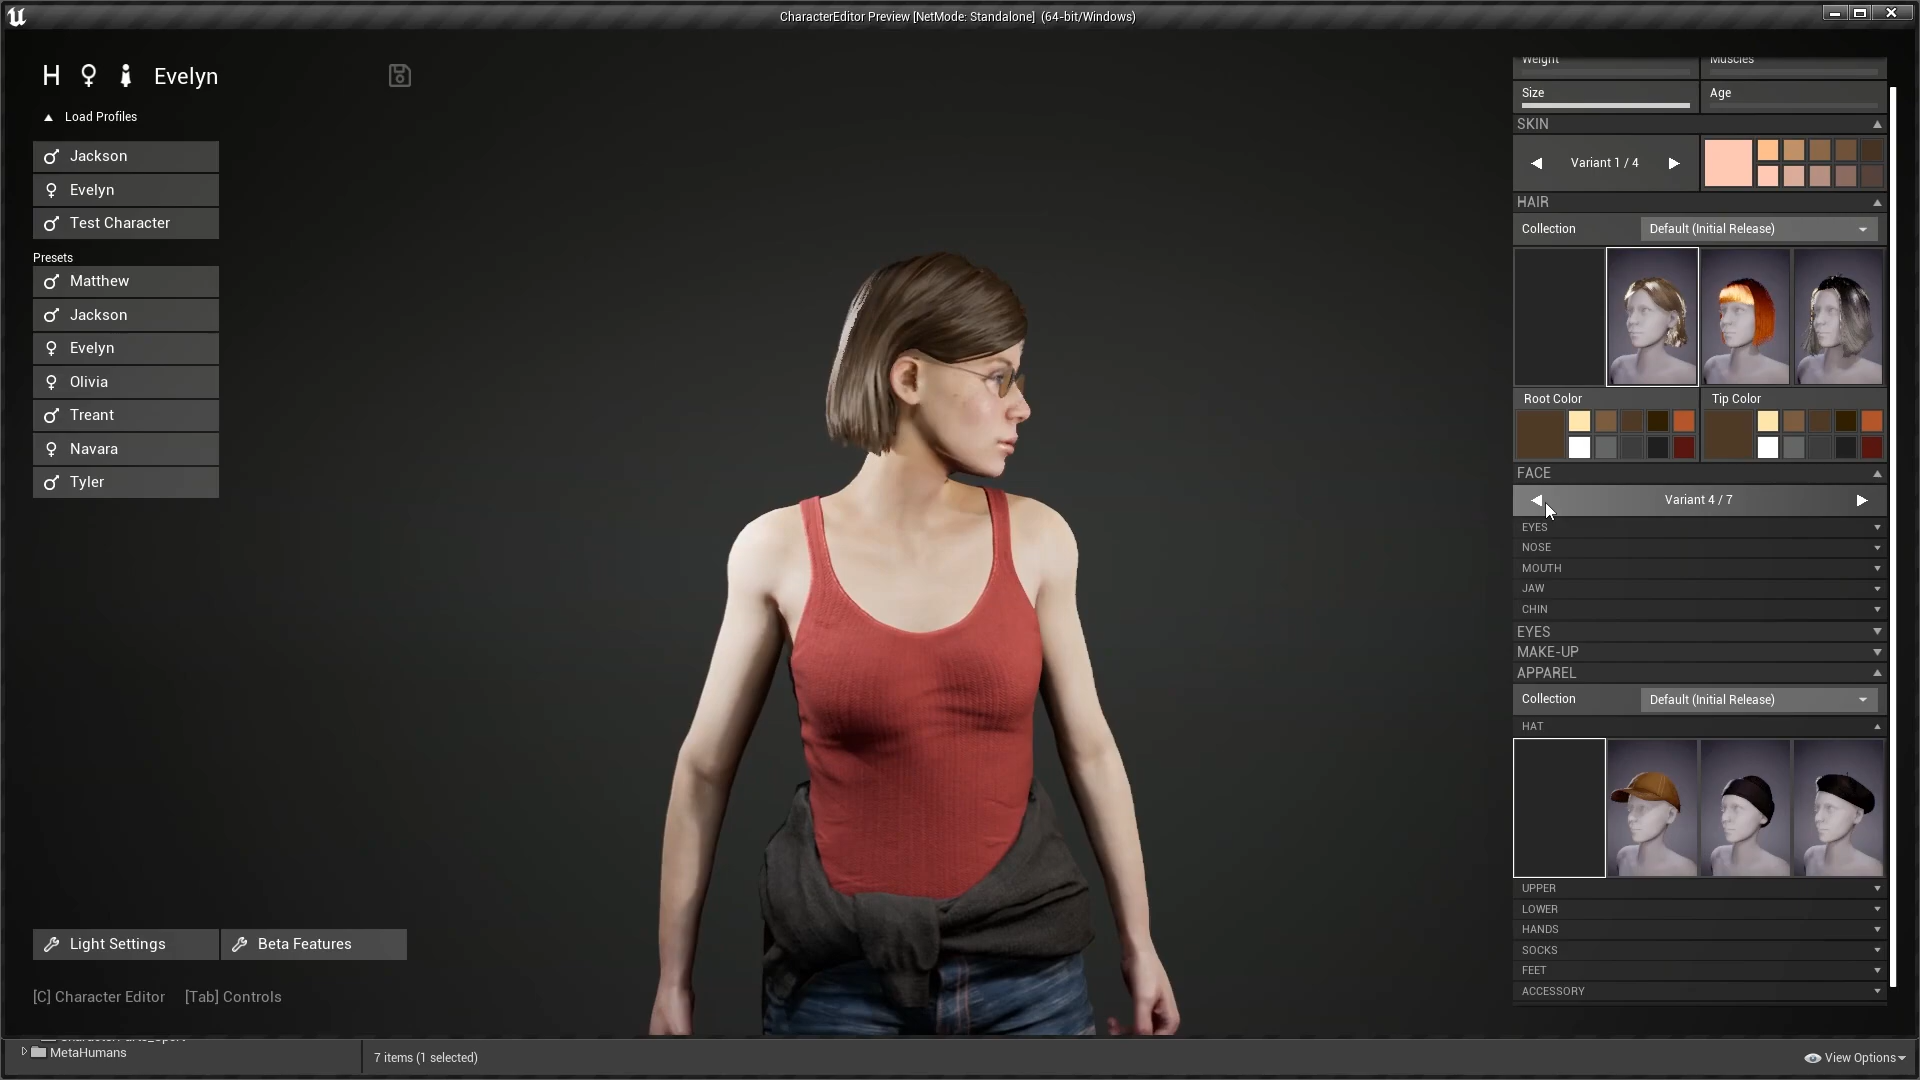 CharacterEditor Preview [NetMode: Standalone] (64-bit/Windows)
H Evelyn
Load Profiles
Jackson
Evelyn
Test Character
Presets
Matthew
Jackson
Evelyn
Olivia
Treant
Navara
Tyler
Light Settings
Beta Features
[C] Character Editor
[Tab] Controls
Weight
Muscles
Size
Age
SKIN
Variant 1 / 4
HAIR
Collection
Default (Initial Release)
Root Color
Tip Color
FACE
Variant 4 / 7
EYES
NOSE
MOUTH
JAW
CHIN
EYES
MAKE-UP
APPAREL
Collection
Default (Initial Release)
HAT
UPPER
LOWER
HANDS
SOCKS
FEET
ACCESSORY
MetaHumans
7 items (1 selected)
View Options